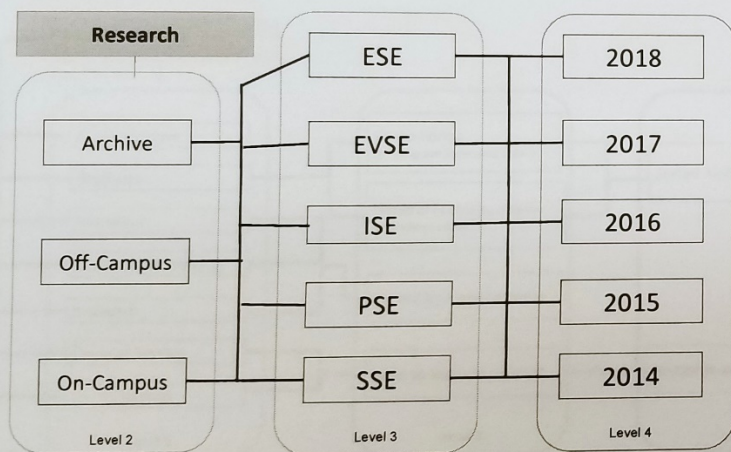 Research
Archive
Off-Campus
On-Campus
Level 2
ESE
EVSE
ISE
PSE
SSE
Level 3
2018
2017
2016
2015
2014
Level 4